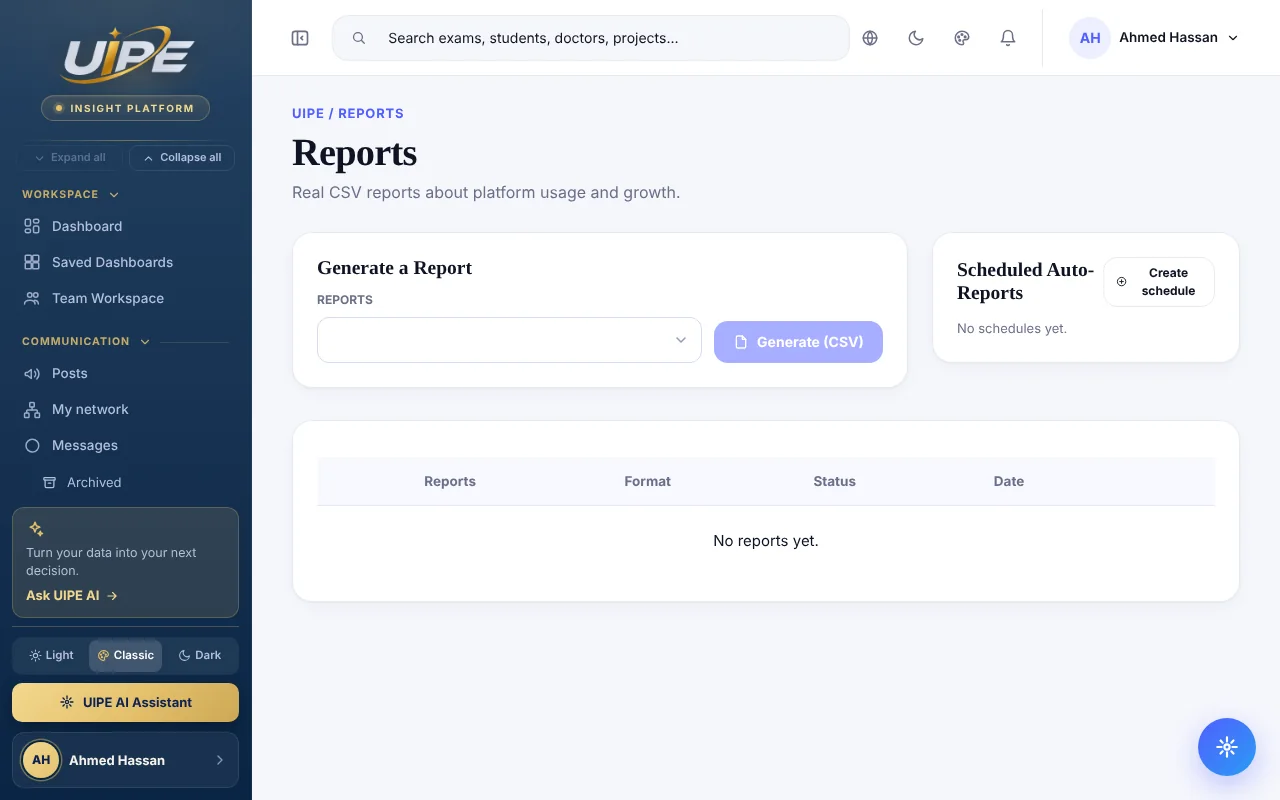 UIPE
INSIGHT PLATFORM
Expand all
Collapse all
WORKSPACE
Dashboard
Saved Dashboards
Team Workspace
COMMUNICATION
Posts
My network
Messages
Archived
Turn your data into your next
decision.
Ask UIPE AI →
Light
Classic
Dark
UIPE AI Assistant
AH
Ahmed Hassan
Search exams, students, doctors, projects...
AH
Ahmed Hassan
UIPE / REPORTS
Reports
Real CSV reports about platform usage and growth.
Generate a Report
REPORTS
Generate (CSV)
Scheduled Auto-
Reports
Create
schedule
No schedules yet.
Reports Format Status Date
No reports yet.